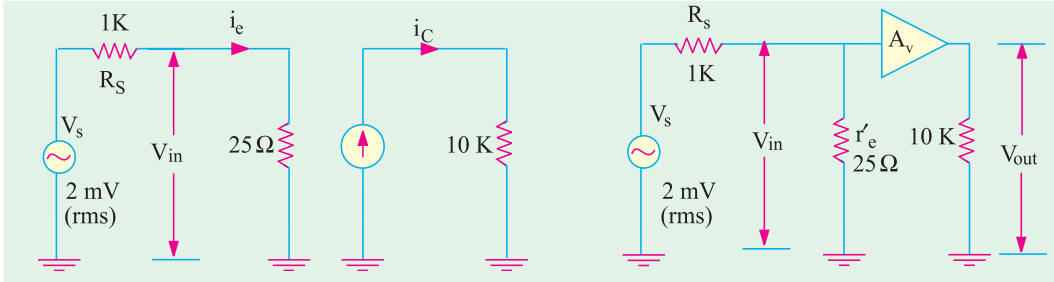 1K
R_S
i_e
V_s
2 mV
(rms)
V_in
25 Ω
i_C
10 K
R_s
1K
V_s
2 mV
(rms)
V_in
r′_e
25 Ω
A_v
10 K
V_out